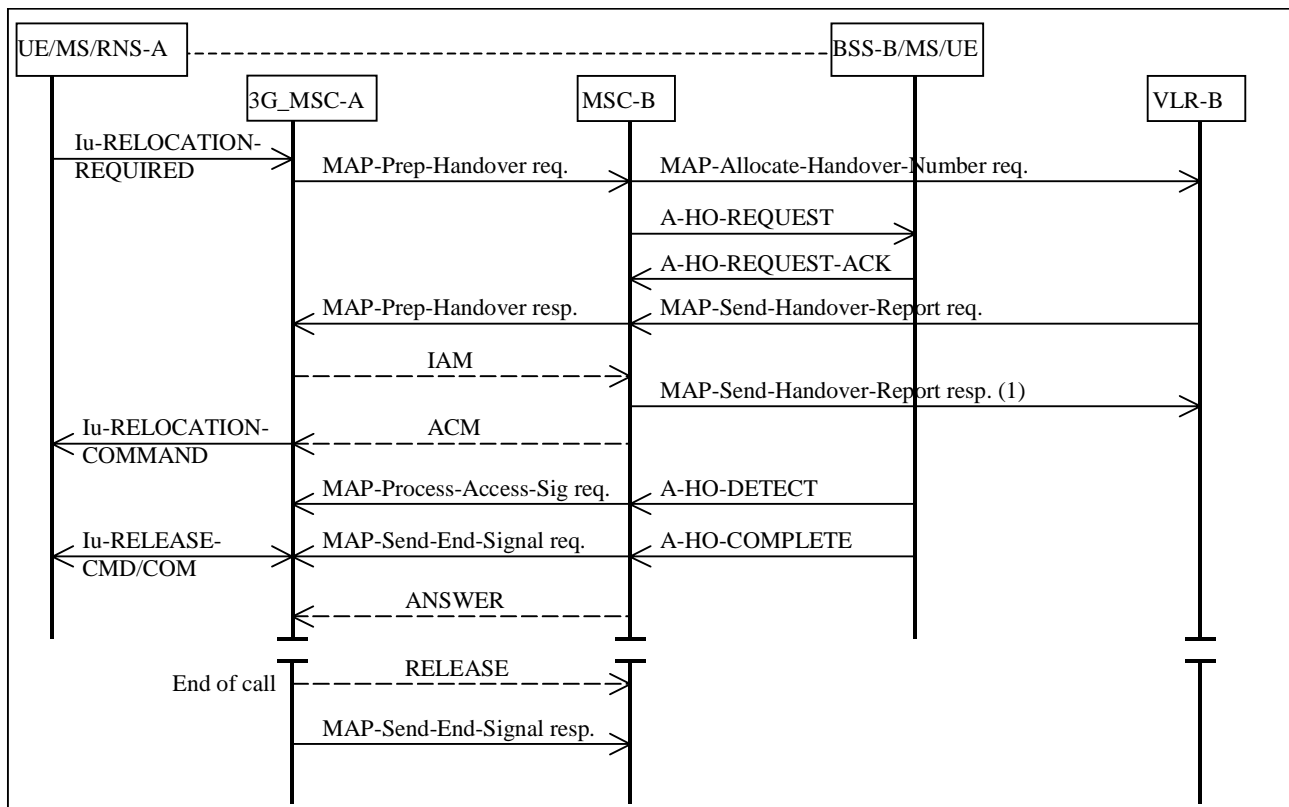 UE/MS/RNS-A
BSS-B/MS/UE
3G_MSC-A
MSC-B
VLR-B
Iu-RELOCATION-
REQUIRED
MAP-Prep-Handover req.
MAP-Allocate-Handover-Number req.
A-HO-REQUEST
A-HO-REQUEST-ACK
MAP-Prep-Handover resp.
MAP-Send-Handover-Report req.
IAM
MAP-Send-Handover-Report resp. (1)
Iu-RELOCATION-
COMMAND
ACM
MAP-Process-Access-Sig req.
A-HO-DETECT
Iu-RELEASE-
CMD/COM
MAP-Send-End-Signal req.
A-HO-COMPLETE
ANSWER
End of call
RELEASE
MAP-Send-End-Signal resp.